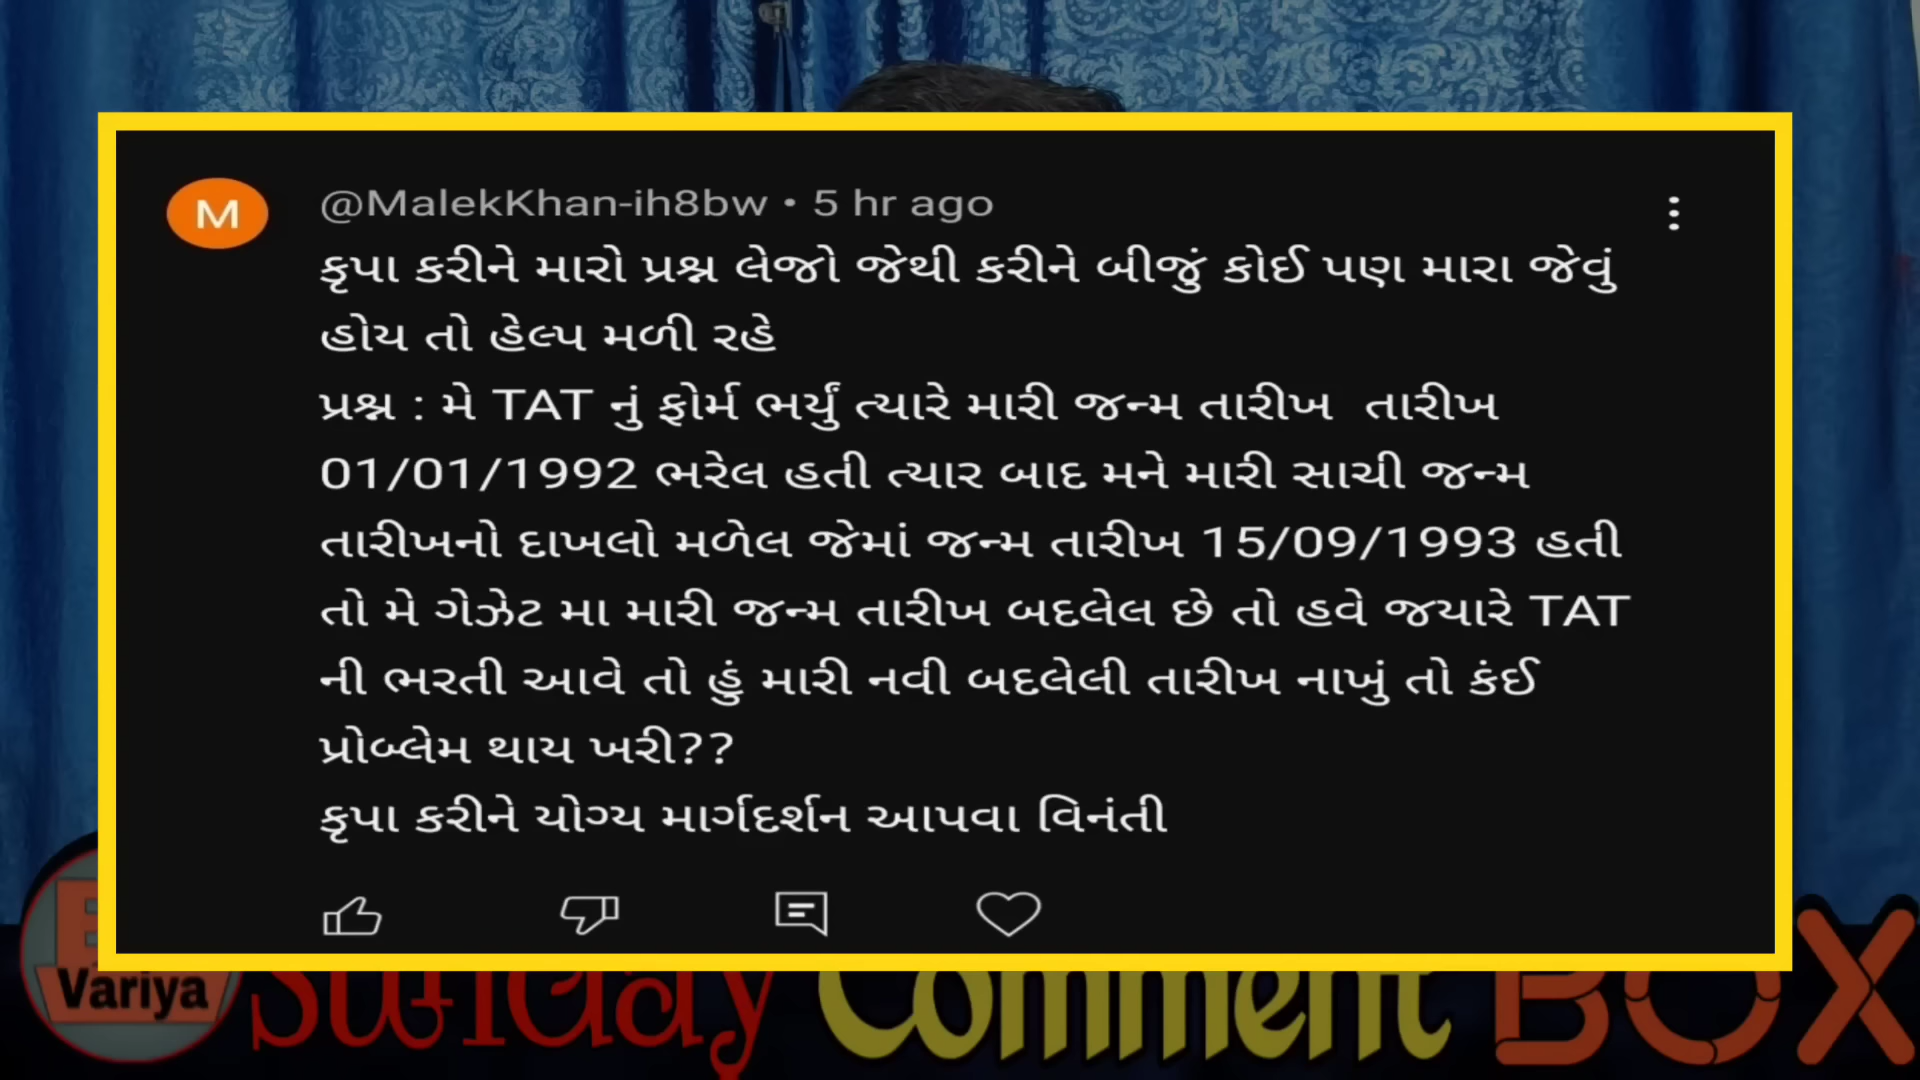 M
@MalekKhan-ih8bw • 5 hr ago
કૃપા કરીને મારો પ્રશ્ન લેજો જેથી કરીને બીજું કોઈ પણ મારા જેવું
હોય તો હેલ્પ મળી રહે
પ્રશ્ન : મે TAT નું ફોર્મ ભર્યું ત્યારે મારી જન્મ તારીખ  તારીખ
01/01/1992 ભરેલ હતી ત્યાર બાદ મને મારી સાચી જન્મ
તારીખનો દાખલો મળેલ જેમાં જન્મ તારીખ 15/09/1993 હતી
તો મે ગેઝેટ મા મારી જન્મ તારીખ બદલેલ છે તો હવે જયારે TAT
ની ભરતી આવે તો હું મારી નવી બદલેલી તારીખ નાખું તો કંઈ
પ્રોબ્લેમ થાય ખરી??
કૃપા કરીને યોગ્ય માર્ગદર્શન આપવા વિનંતી
Variya
Sunday Comment BOX